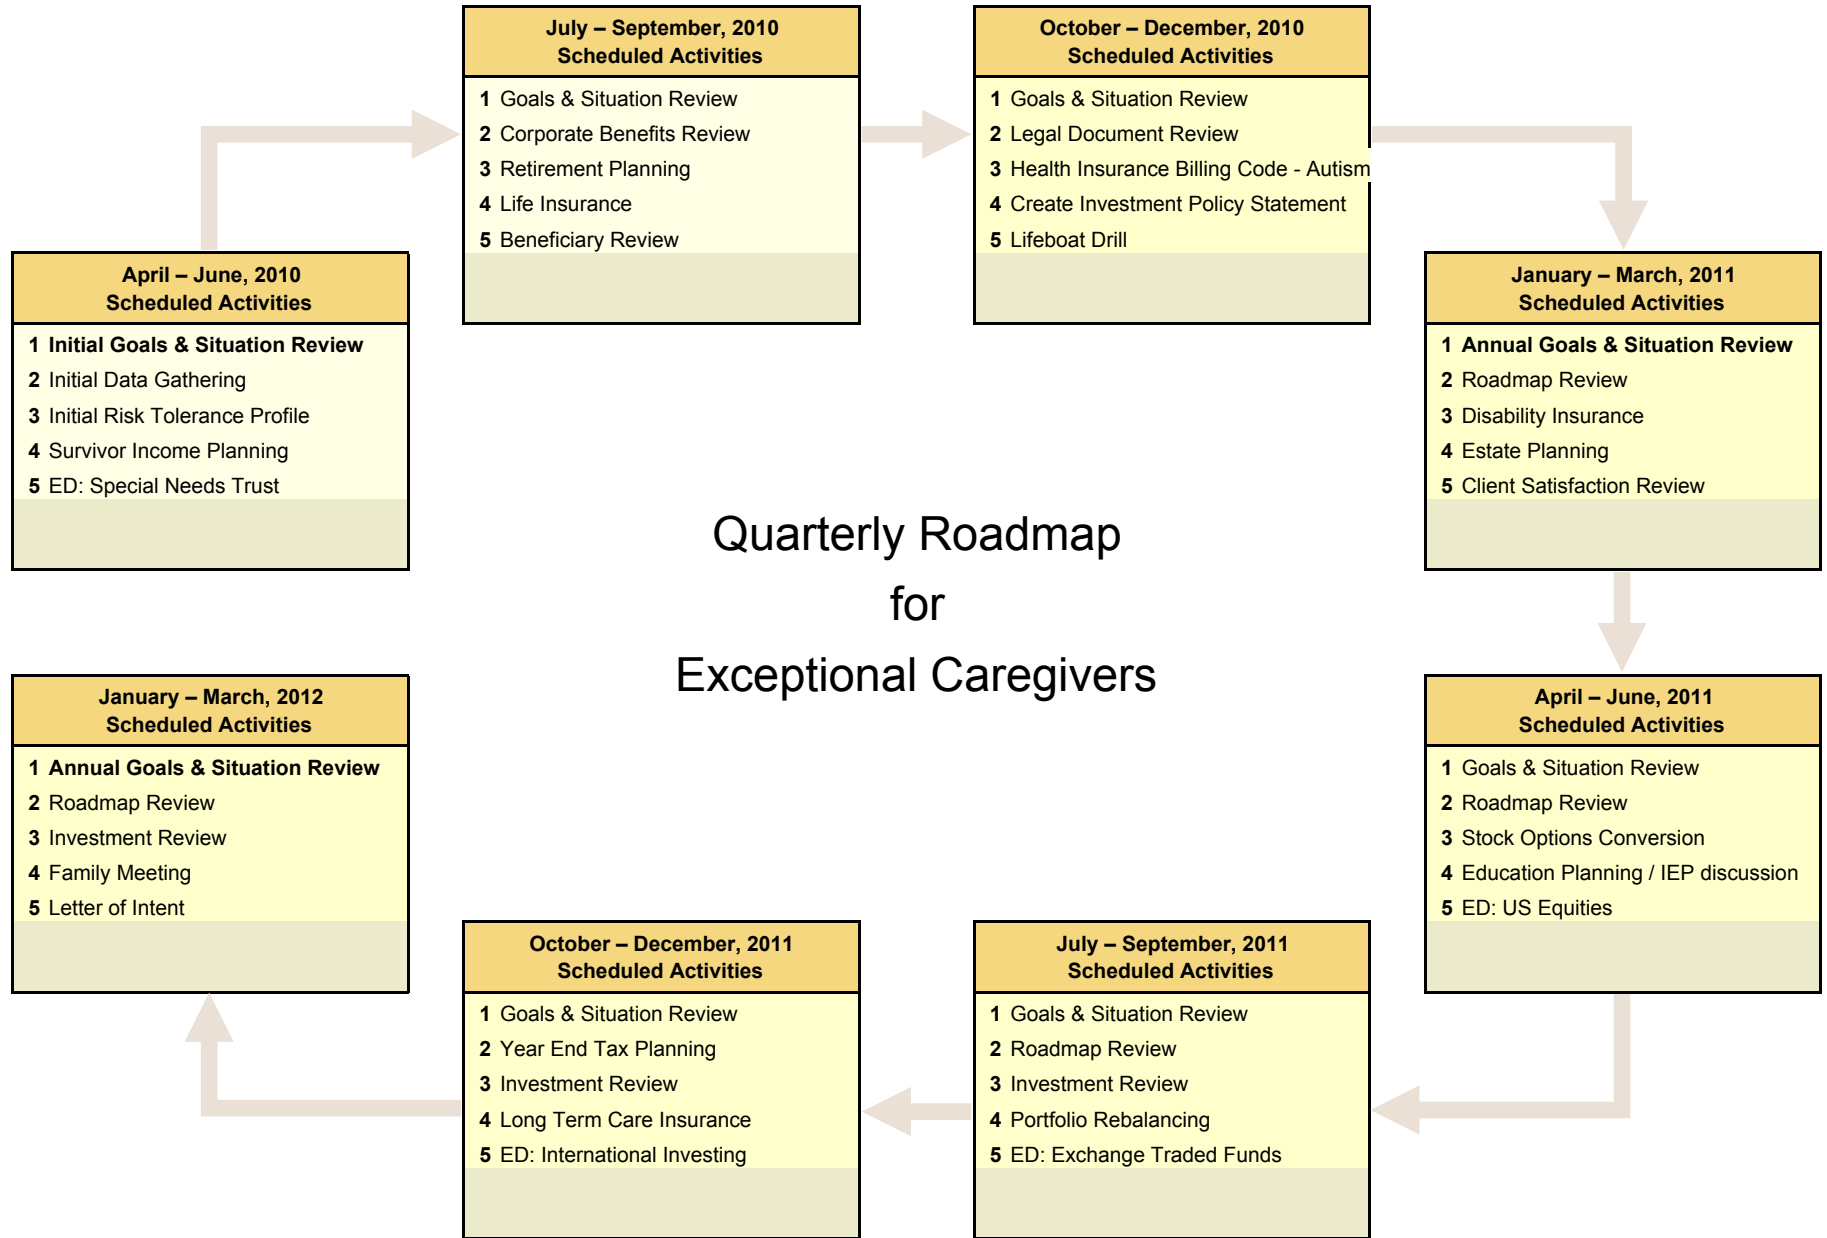 July – September, 2010
Scheduled Activities
1 Goals & Situation Review
2 Corporate Benefits Review
3 Retirement Planning
4 Life Insurance
5 Beneficiary Review
October – December, 2010
Scheduled Activities
1 Goals & Situation Review
2 Legal Document Review
3 Health Insurance Billing Code - Autism
4 Create Investment Policy Statement
5 Lifeboat Drill
April – June, 2010
Scheduled Activities
1 Initial Goals & Situation Review
2 Initial Data Gathering
3 Initial Risk Tolerance Profile
4 Survivor Income Planning
5 ED: Special Needs Trust
January – March, 2011
Scheduled Activities
1 Annual Goals & Situation Review
2 Roadmap Review
3 Disability Insurance
4 Estate Planning
5 Client Satisfaction Review
Quarterly Roadmap
for
Exceptional Caregivers
January – March, 2012
Scheduled Activities
1 Annual Goals & Situation Review
2 Roadmap Review
3 Investment Review
4 Family Meeting
5 Letter of Intent
April – June, 2011
Scheduled Activities
1 Goals & Situation Review
2 Roadmap Review
3 Stock Options Conversion
4 Education Planning / IEP discussion
5 ED: US Equities
October – December, 2011
Scheduled Activities
1 Goals & Situation Review
2 Year End Tax Planning
3 Investment Review
4 Long Term Care Insurance
5 ED: International Investing
July – September, 2011
Scheduled Activities
1 Goals & Situation Review
2 Roadmap Review
3 Investment Review
4 Portfolio Rebalancing
5 ED: Exchange Traded Funds